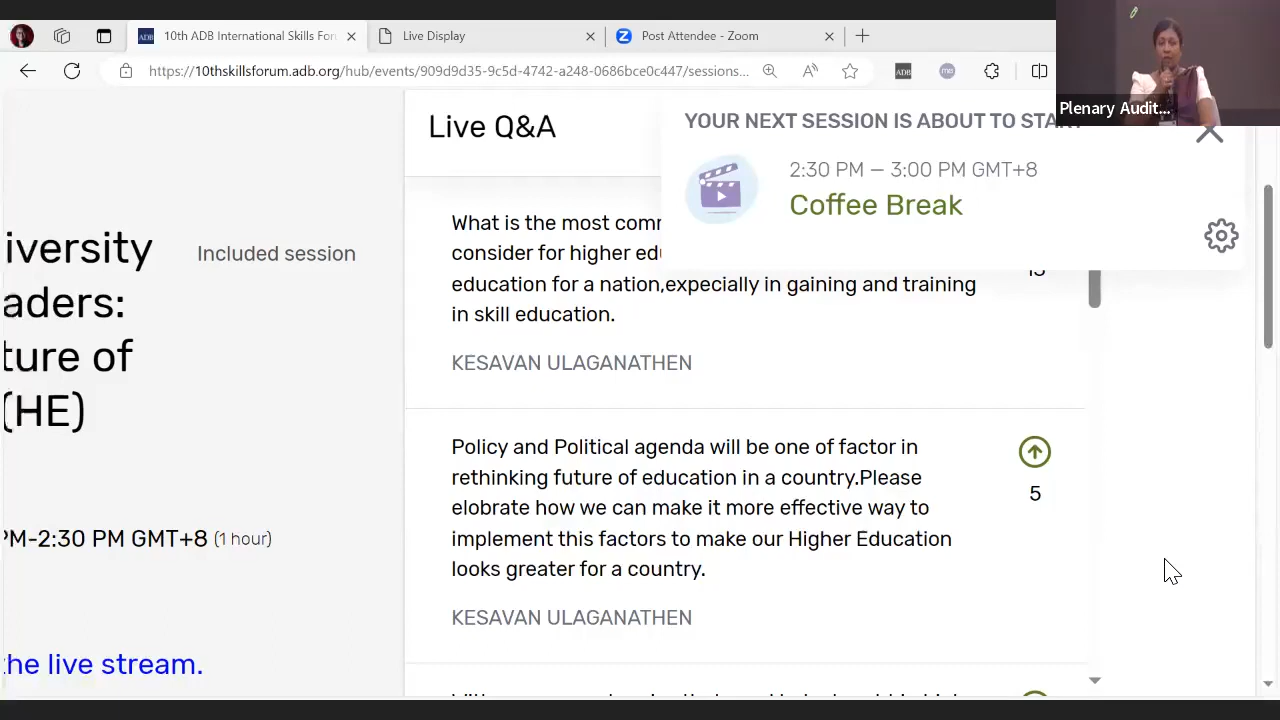 10th ADB International Skills Foru
Live Display
Post Attendee - Zoom
https://10thskillsforum.adb.org/hub/events/909d9d35-9c5d-4742-a248-0686bce0c447/sessions...
Plenary Audit...
iversity
aders:
ture of
(HE)
Included session
PM-2:30 PM GMT+8 (1 hour)
the live stream.
Live Q&A
YOUR NEXT SESSION IS ABOUT TO START
2:30 PM — 3:00 PM GMT+8
Coffee Break
What is the most com
consider for higher edu
education for a nation,expecially in gaining and training
in skill education.
KESAVAN ULAGANATHEN
Policy and Political agenda will be one of factor in
rethinking future of education in a country.Please
elobrate how we can make it more effective way to
implement this factors to make our Higher Education
looks greater for a country.
KESAVAN ULAGANATHEN
5